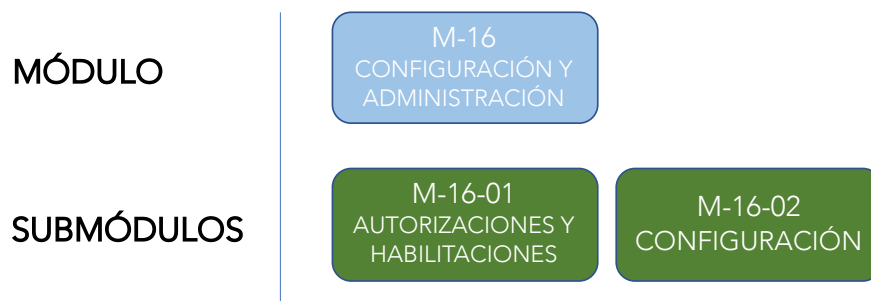 MÓDULO
M-16
CONFIGURACIÓN Y
ADMINISTRACIÓN
SUBMÓDULOS
M-16-01
AUTORIZACIONES Y
HABILITACIONES
M-16-02
CONFIGURACIÓN